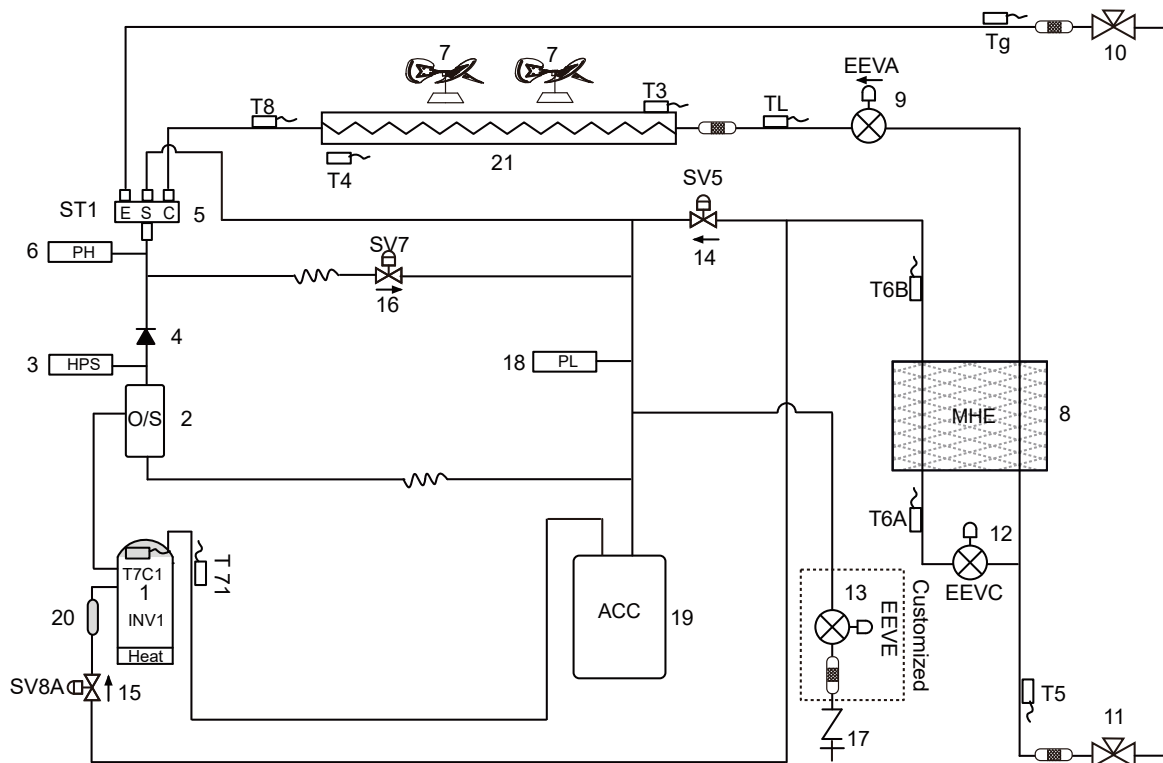 7
7
Tg
10
T8
T3
TL
EEVA
9
T4
21
ST1
E S C
5
SV5
14
6
PH
SV7
16
T6B
4
3
HPS
18
PL
O/S
2
MHE
8
T6A
12
EEVC
T7C1
1
INV1
Heat
T 71
20
SV8A
15
ACC
19
13
EEVE
Customized
17
T5
11